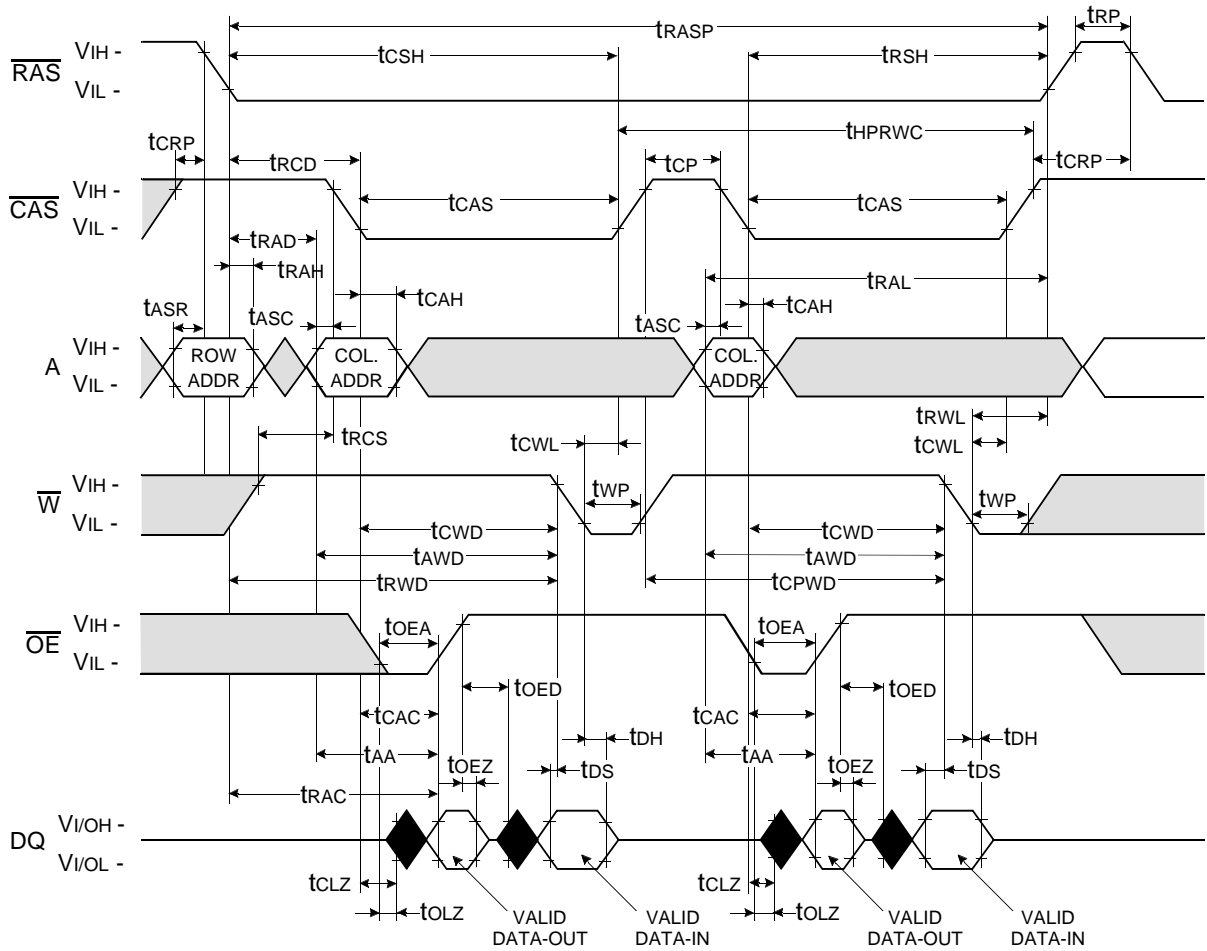 tRASP
tRP
tCSH
tRSH
RAS
VIH -
VIL -
tHPRWC
tCRP
tRCD
tCP
tCRP
CAS
VIH -
VIL -
tCAS
tCAS
tRAD
tRAH
tRAL
tASR
tASC
tCAH
tASC
tCAH
A
VIH -
VIL -
ROW
ADDR
COL.
ADDR
COL.
ADDR
tRCS
tCWL
tRWL
tCWL
W
VIH -
VIL -
tWP
tWP
tCWD
tCWD
tAWD
tAWD
tRWD
tCPWD
OE
VIH -
VIL -
tOEA
tOEA
tOED
tOED
tCAC
tCAC
tDH
tDH
tAA
tAA
tOEZ
tDS
tOEZ
tDS
tRAC
DQ
VI/OH -
VI/OL -
tCLZ
tCLZ
tOLZ
tOLZ
VALID
DATA-OUT
VALID
DATA-IN
VALID
DATA-OUT
VALID
DATA-IN